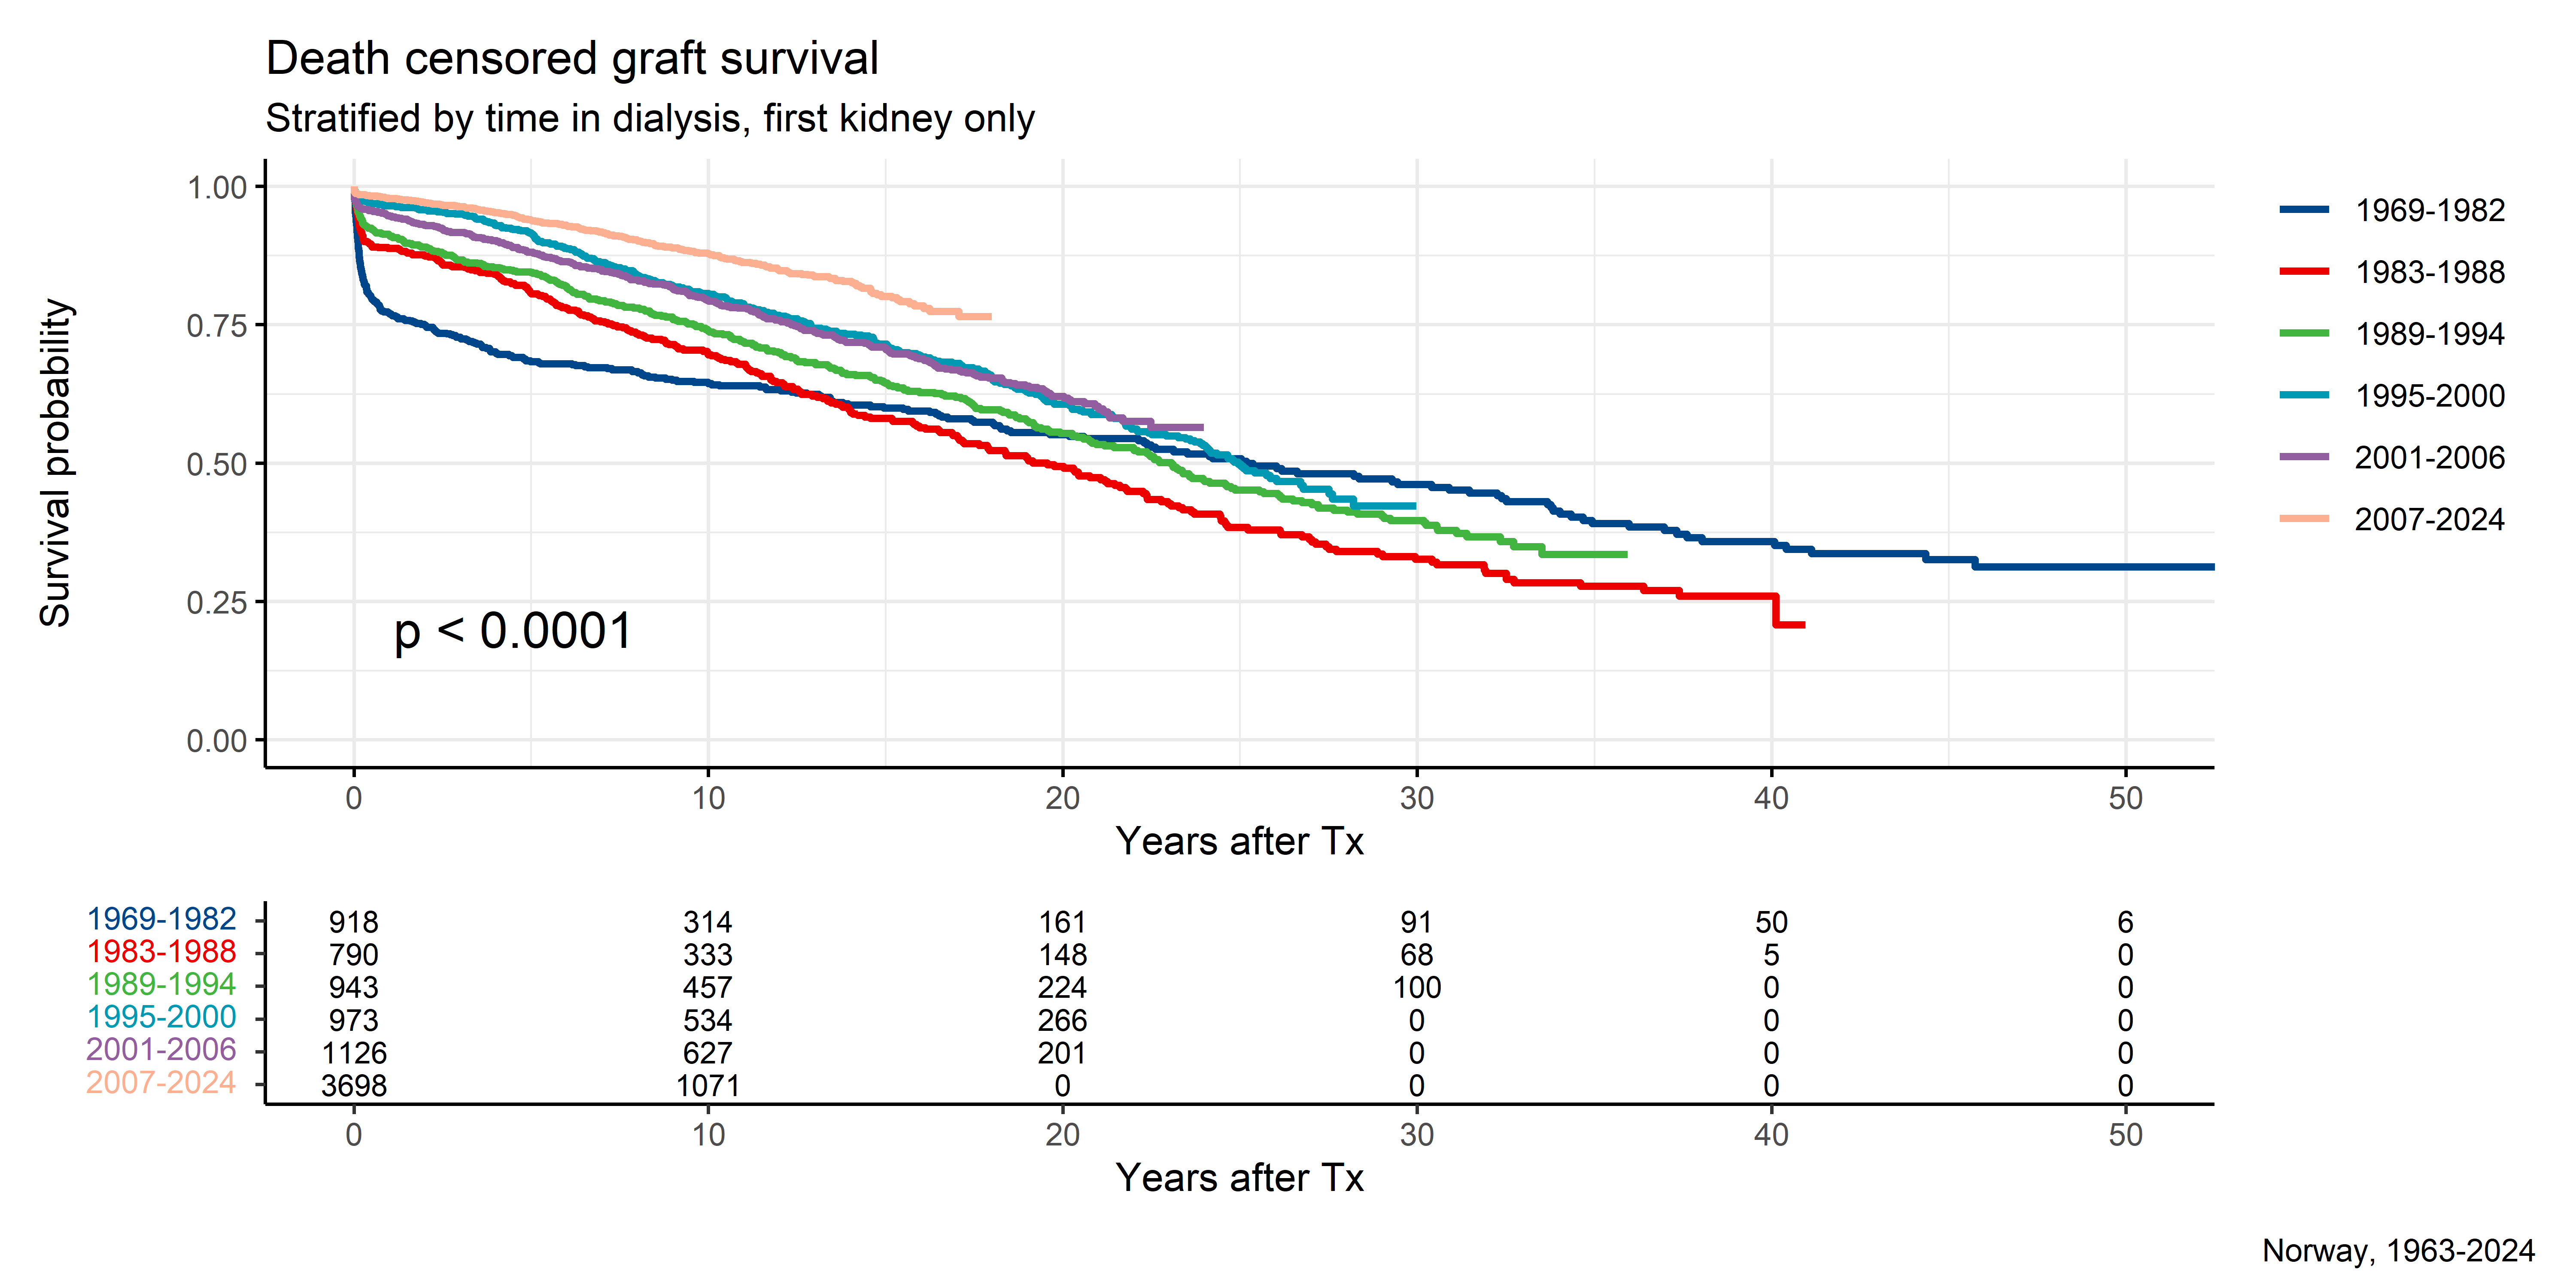 Death censored graft survival
Stratified by time in dialysis, first kidney only
Survival probability
1.00
0.75
0.50
0.25
0.00
p < 0.0001
0 10 20 30 40 50
Years after Tx
1969-1982
1983-1988
1989-1994
1995-2000
2001-2006
2007-2024
1969-1982 918 314 161 91 50 6
1983-1988 790 333 148 68 5 0
1989-1994 943 457 224 100 0 0
1995-2000 973 534 266 0 0 0
2001-2006 1126 627 201 0 0 0
2007-2024 3698 1071 0 0 0 0
0 10 20 30 40 50
Years after Tx
Norway, 1963-2024